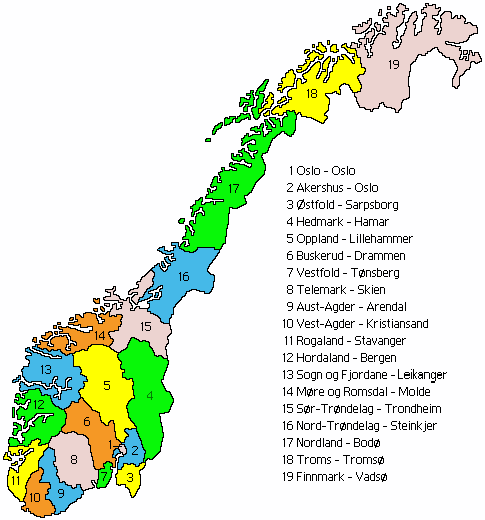 19
18
17
16
15
14
13
5
4
12
6
1
2
8
11
7
3
9
10
1 Oslo - Oslo
2 Akershus - Oslo
3 Østfold - Sarpsborg
4 Hedmark - Hamar
5 Oppland - Lillehammer
6 Buskerud - Drammen
7 Vestfold - Tønsberg
8 Telemark - Skien
9 Aust-Agder - Arendal
10 Vest-Agder - Kristiansand
11 Rogaland - Stavanger
12 Hordaland - Bergen
13 Sogn og Fjordane - Leikanger
14 Møre og Romsdal - Molde
15 Sør-Trøndelag - Trondheim
16 Nord-Trøndelag - Steinkjer
17 Nordland - Bodø
18 Troms - Tromsø
19 Finnmark - Vadsø